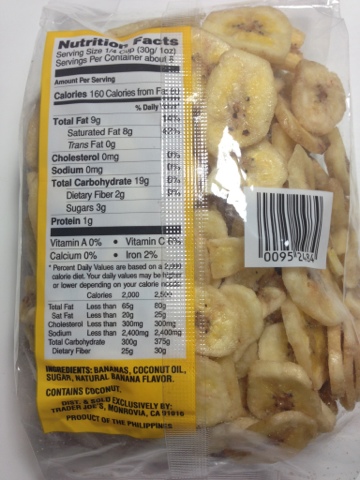 Nutrition Facts
Serving Size 1/4 cup (30g/ 1oz)
Servings Per Container about 8
Amount Per Serving
Calories 160 Calories from
% Daily
Total Fat 9g 14%
Saturated Fat 8g 42%
Trans Fat 0g
Cholesterol 0mg 0%
Sodium 0mg 0%
Total Carbohydrate 19g
Dietary Fiber 2g
Sugars 3g
Protein 1g
Vitamin A 0% • Vitamin C
Calcium 0% • Iron 2%
* Percent Daily Values are based on a 2,000
calorie diet. Your daily values may be higher
or lower depending on your calorie
Calories 2,000 2,500
Total Fat Less than 65g 80g
Sat Fat Less than 20g 25g
Cholesterol Less than 300mg 300mg
Sodium Less than 2,400mg 2,400mg
Total Carbohydrate 300g 375g
Dietary Fiber 25g 30g
INGREDIENTS: BANANAS, COCONUT OIL,
SUGAR, NATURAL BANANA FLAVOR.
CONTAINS COCONUT.
DIST. & SOLD EXCLUSIVELY BY:
TRADER JOE'S, MONROVIA, CA 91016
PRODUCT OF THE PHILIPPINES